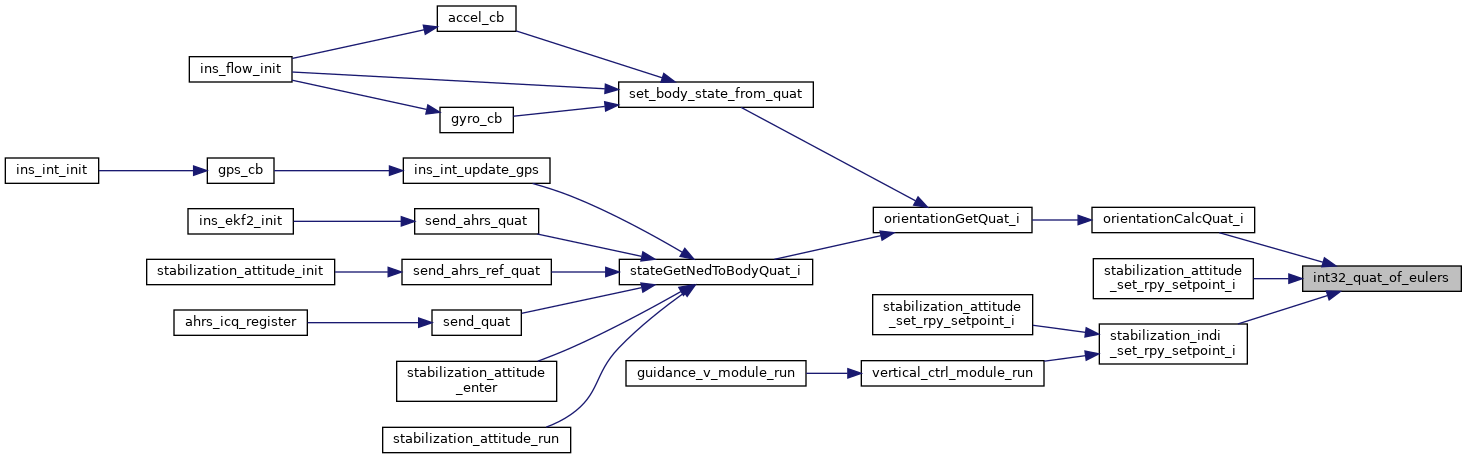 accel_cb
ins_flow_init
set_body_state_from_quat
gyro_cb
ins_int_init
gps_cb
ins_int_update_gps
ins_ekf2_init
send_ahrs_quat
orientationGetQuat_i
orientationCalcQuat_i
stabilization_attitude_init
send_ahrs_ref_quat
stateGetNedToBodyQuat_i
stabilization_attitude
_set_rpy_setpoint_i
int32_quat_of_eulers
ahrs_icq_register
send_quat
stabilization_attitude
_set_rpy_setpoint_i
stabilization_indi
_set_rpy_setpoint_i
stabilization_attitude
_enter
guidance_v_module_run
vertical_ctrl_module_run
stabilization_attitude_run